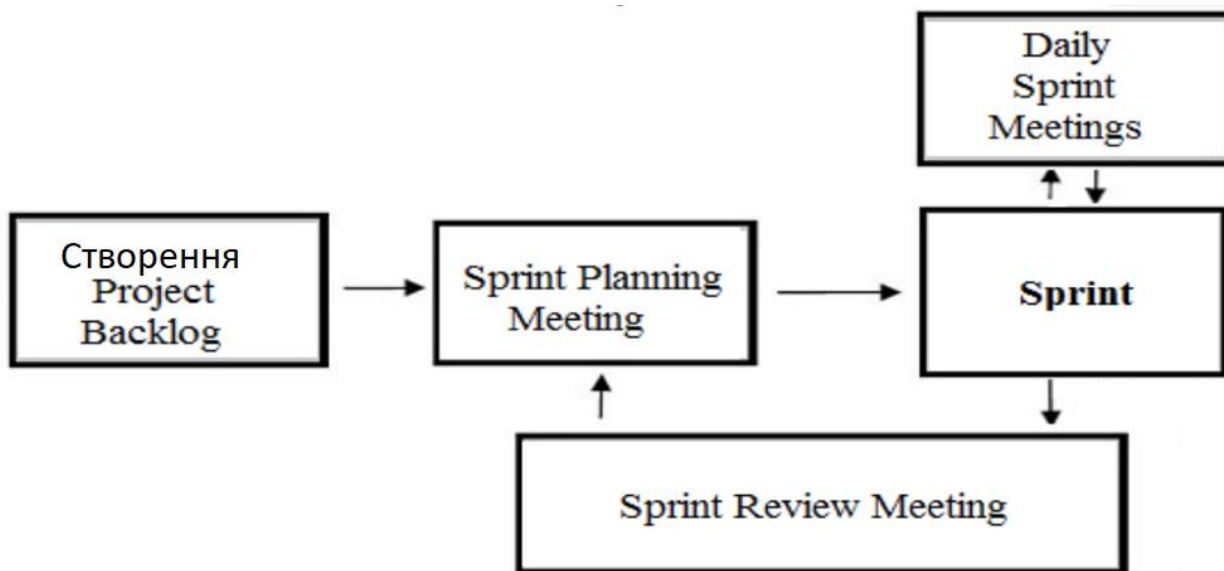 Створення
Project
Backlog
Sprint Planning
Meeting
Daily
Sprint
Meetings
Sprint
Sprint Review Meeting